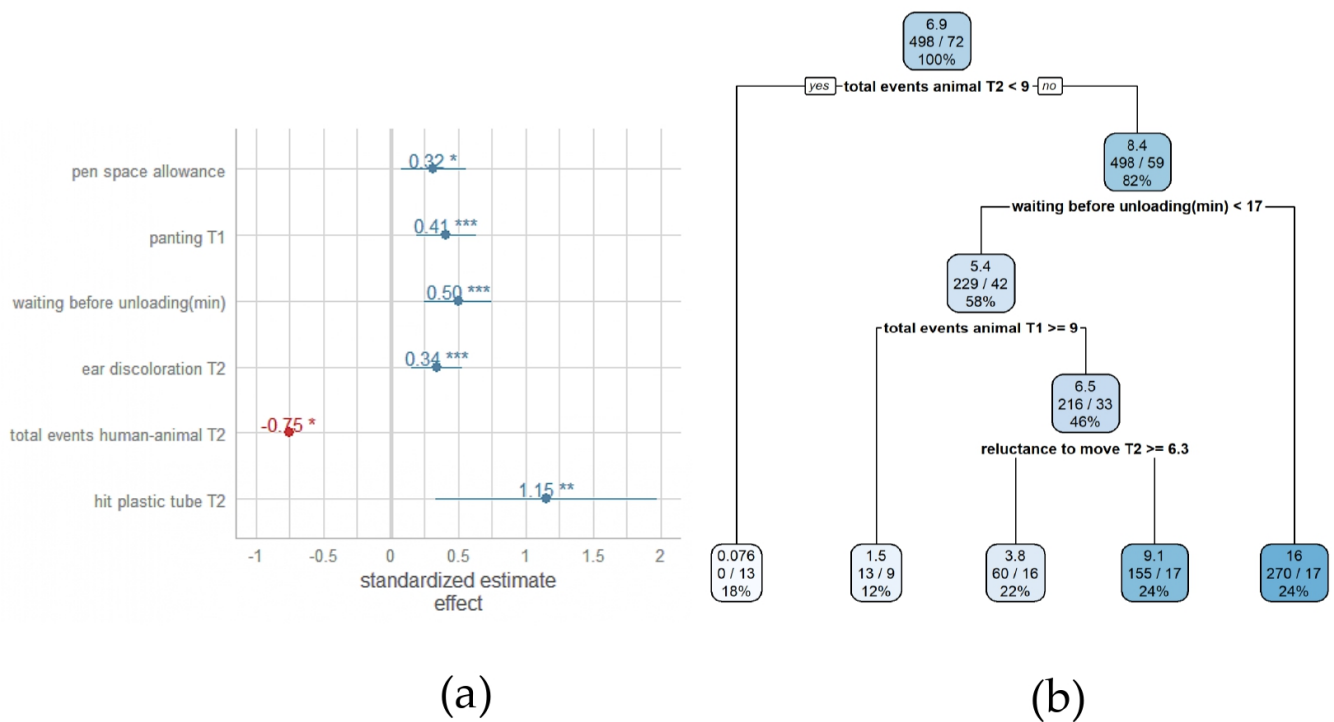 pen space allowance
0.32 *
panting T1
0.41 ***
waiting before unloading(min)
0.50 ***
ear discoloration T2
0.34 ***
total events human-animal T2
-0.75 *
hit plastic tube T2
1.15 **
-1 -0.5 0 0.5 1 1.5 2
standardized estimate
effect
(a)
6.9
498 / 72
100%
yes total events animal T2 < 9 no
8.4
498 / 59
82%
waiting before unloading(min) < 17
5.4
229 / 42
58%
total events animal T1 >= 9
6.5
216 / 33
46%
reluctance to move T2 >= 6.3
0.076
0 / 13
18%
1.5
13 / 9
12%
3.8
60 / 16
22%
9.1
155 / 17
24%
16
270 / 17
24%
(b)